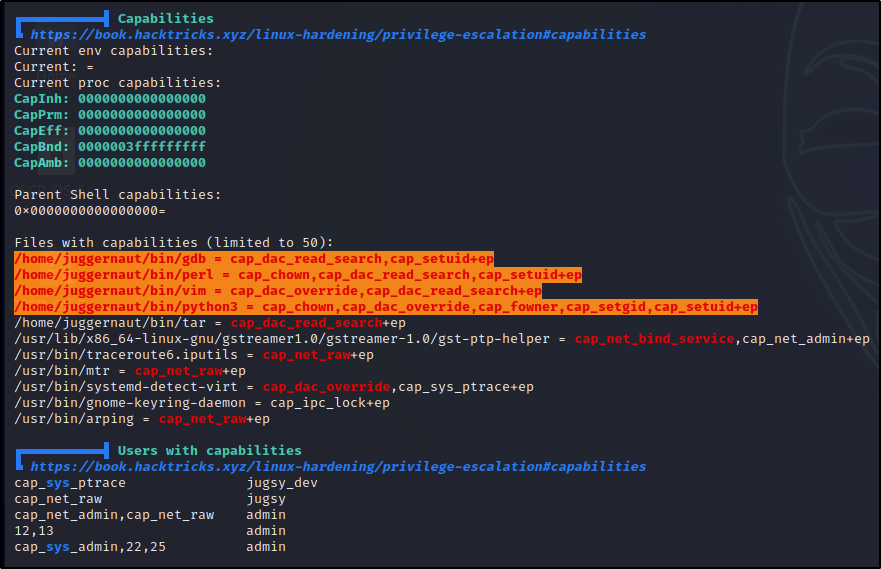 Capabilities
https://book.hacktricks.xyz/linux-hardening/privilege-escalation#capabilities
Current env capabilities:
Current: =
Current proc capabilities:
CapInh: 0000000000000000
CapPrm: 0000000000000000
CapEff: 0000000000000000
CapBnd: 0000003fffffffff
CapAmb: 0000000000000000
Parent Shell capabilities:
0×0000000000000000=
Files with capabilities (limited to 50):
/home/juggernaut/bin/gdb = cap_dac_read_search,cap_setuid+ep
/home/juggernaut/bin/perl = cap_chown,cap_dac_read_search,cap_setuid+ep
/home/juggernaut/bin/vim = cap_dac_override,cap_dac_read_search+ep
/home/juggernaut/bin/python3 = cap_chown,cap_dac_override,cap_fowner,cap_setgid,cap_setuid+ep
/home/juggernaut/bin/tar = cap_dac_read_search+ep
/usr/lib/x86_64-linux-gnu/gstreamer1.0/gstreamer-1.0/gst-ptp-helper = cap_net_bind_service,cap_net_admin+ep
/usr/bin/traceroute6.iputils = cap_net_raw+ep
/usr/bin/mtr = cap_net_raw+ep
/usr/bin/systemd-detect-virt = cap_dac_override,cap_sys_ptrace+ep
/usr/bin/gnome-keyring-daemon = cap_ipc_lock+ep
/usr/bin/arping = cap_net_raw+ep
Users with capabilities
https://book.hacktricks.xyz/linux-hardening/privilege-escalation#capabilities
cap_sys_ptrace jugsy_dev
cap_net_raw jugsy
cap_net_admin,cap_net_raw admin
12,13 admin
cap_sys_admin,22,25 admin